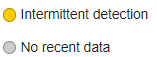 Intermittent detection
No recent data